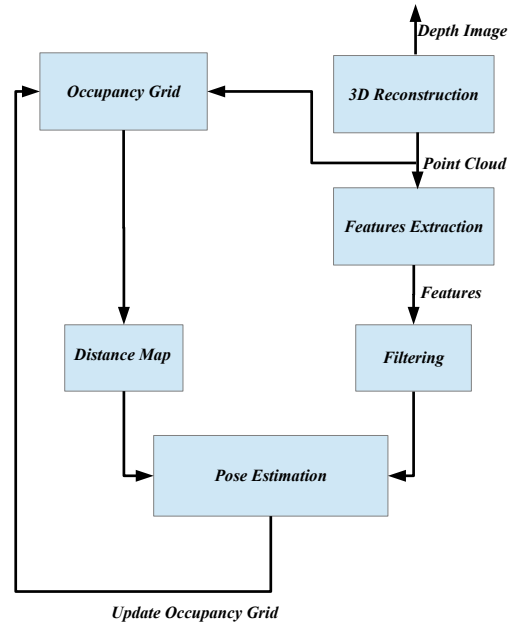 Depth Image
Occupancy Grid
3D Reconstruction
Point Cloud
Features Extraction
Features
Distance Map
Filtering
Pose Estimation
Update Occupancy Grid